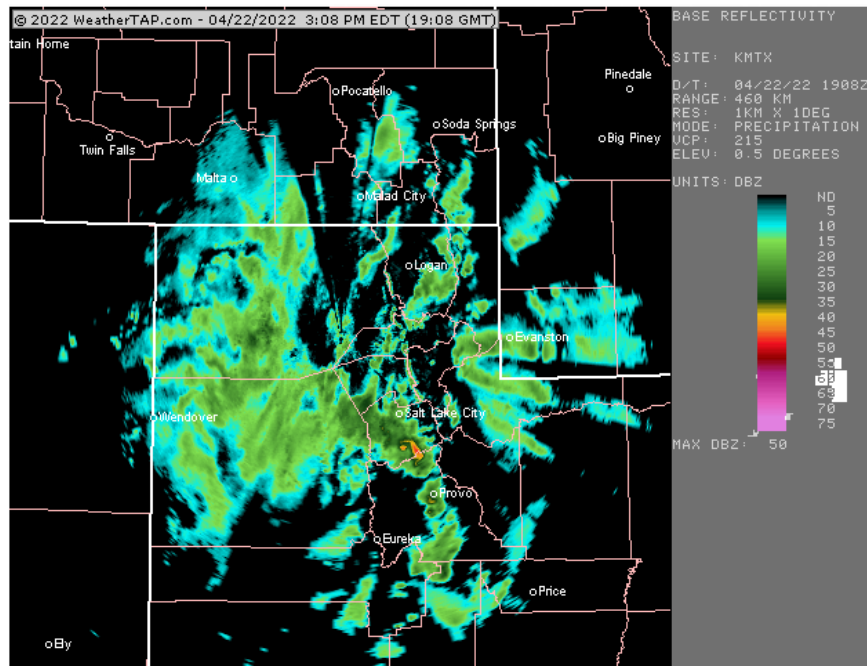 © 2022 WeatherTAP.com - 04/22/2022 3:08 PM EDT (19:08 GMT)
BASE REFLECTIVITY
tain Home
SITE: KMTX
Pocatello
Pinedale
D/T: 04/22/22 1908Z
RANGE: 460 KM
RES: 1KM X 1DEG
MODE: PRECIPITATION
VCP: 215
ELEV: 0.5 DEGREES
Soda Springs
Big Piney
Twin Falls
Malta
UNITS: DBZ
Malad City
ND
5
10
15
20
25
30
35
40
45
50
55
60
65
70
75
Logan
Evanston
Wendover
Salt Lake City
MAX DBZ: 50
Provo
Eureka
Price
Ely